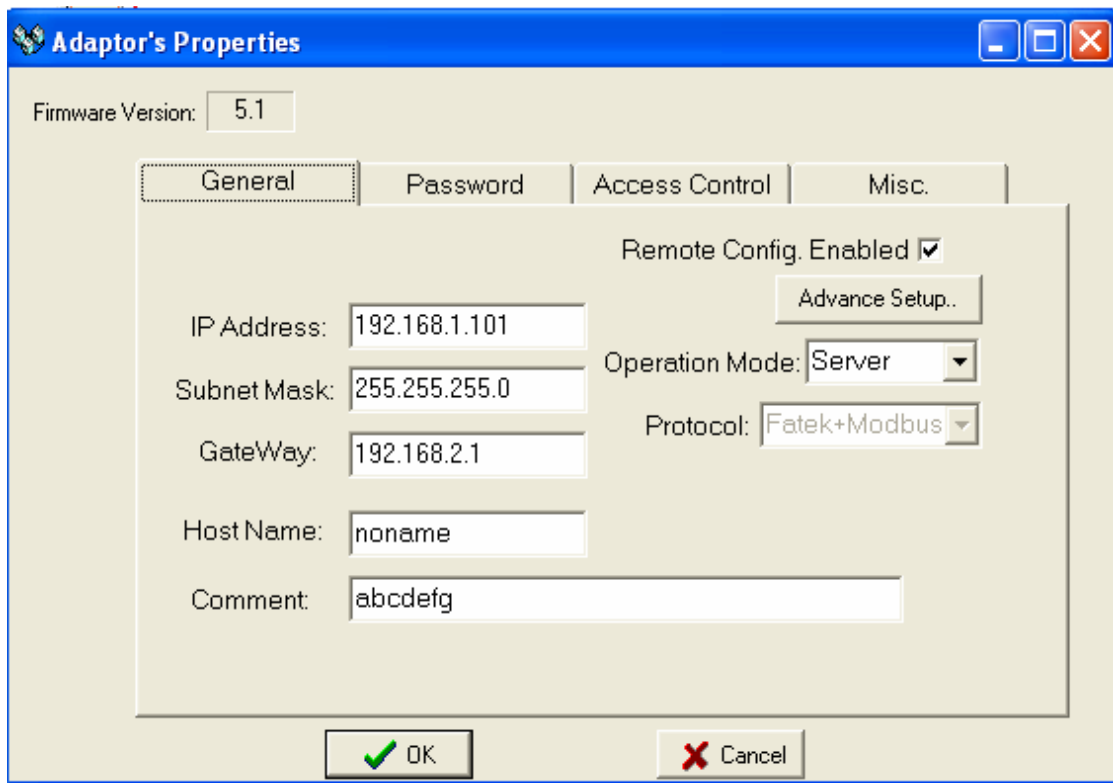 Adaptor's Properties
Firmware Version: 5.1
General Password Access Control Misc.
Remote Config. Enabled
Advance Setup..
IP Address: 192.168.1.101
Operation Mode: Server
Subnet Mask: 255.255.255.0
Protocol: Fatek+Modbus
GateWay: 192.168.2.1
Host Name: noname
Comment: abcdefg
OK Cancel